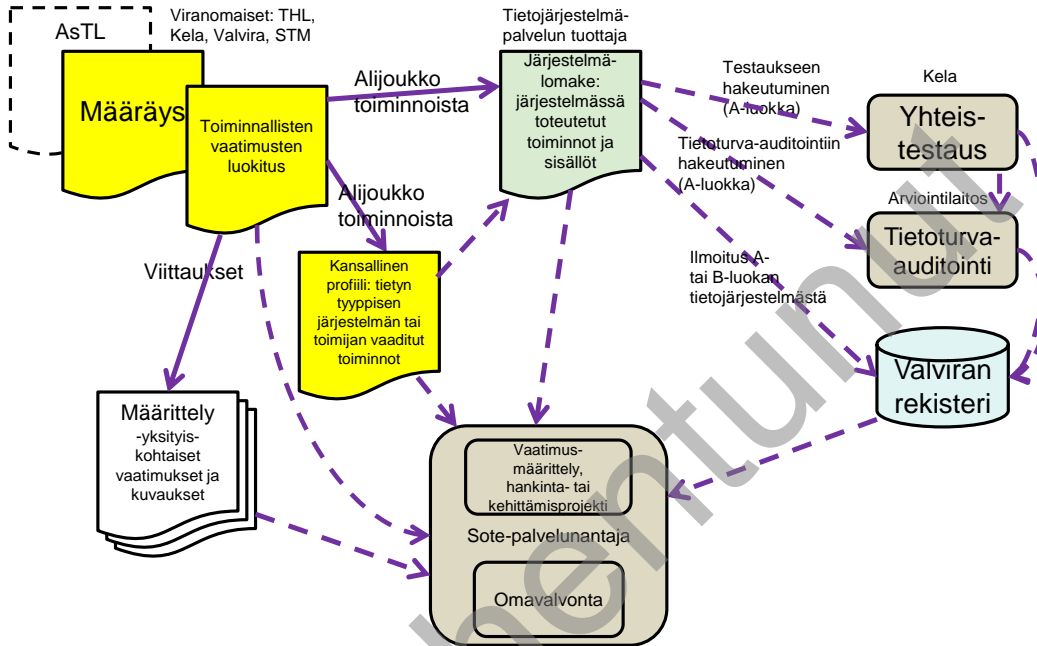 AsTL
Viranomaiset: THL,
Kela, Valvira, STM
Määräys
Toiminnallisten
vaatimusten
luokitus
Alijoukko
toiminnoista
Tietojärjestelmä-
palvelun tuottaja
Järjestelmä-
lomake:
järjestelmässä
toteutetut
toiminnot ja
sisällöt
Testaukseen
hakeutuminen
(A-luokka)
Kela
Yhteis-
testaus
Tietoturva-auditointiin
hakeutuminen
(A-luokka)
Arviointilaitos
Tietoturva-
auditointi
Alijoukko
toiminnoista
Viittaukset
Kansallinen
profiili: tietyn
tyyppisen
järjestelmän tai
toimijan vaaditut
toiminnot
Ilmoitus A-
tai B-luokan
tietojärjestelmästä
Valviran
rekisteri
Määrittely
-yksityis-
kohtaiset
vaatimukset ja
kuvaukset
Vaatimus-
määrittely,
hankinta- tai
kehittämisprojekti
Sote-palvelunantaja
Omavalvonta